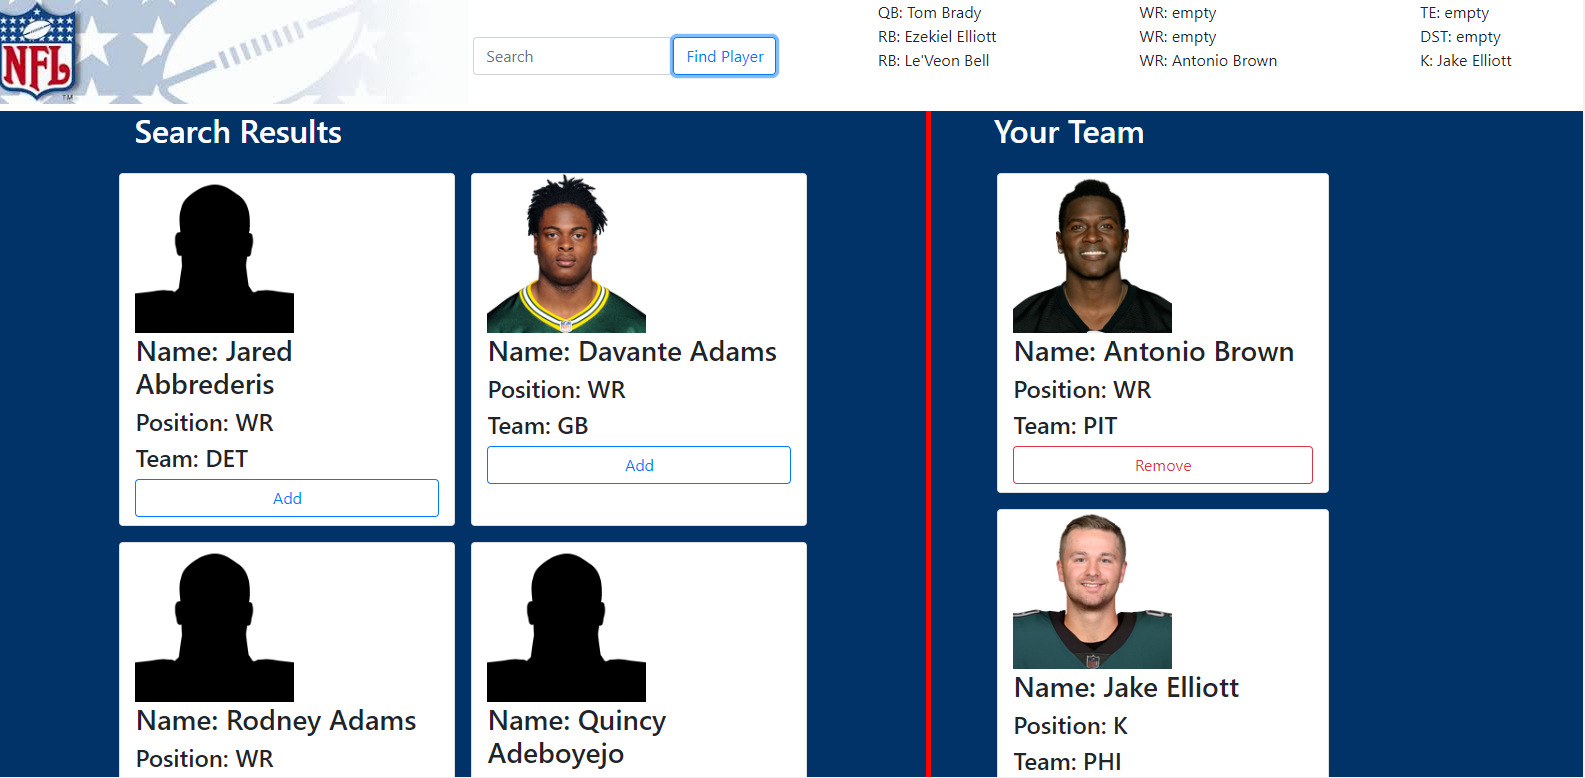 NFL
TM
Search
Find Player
QB: Tom Brady
RB: Ezekiel Elliott
RB: Le'Veon Bell
WR: empty
WR: empty
WR: Antonio Brown
TE: empty
DST: empty
K: Jake Elliott
Search Results
Name: Jared
Abbrederis
Position: WR
Team: DET
Add
Name: Davante Adams
Position: WR
Team: GB
Add
Name: Rodney Adams
Position: WR
Name: Quincy
Adeboyejo
Your Team
Name: Antonio Brown
Position: WR
Team: PIT
Remove
Name: Jake Elliott
Position: K
Team: PHI